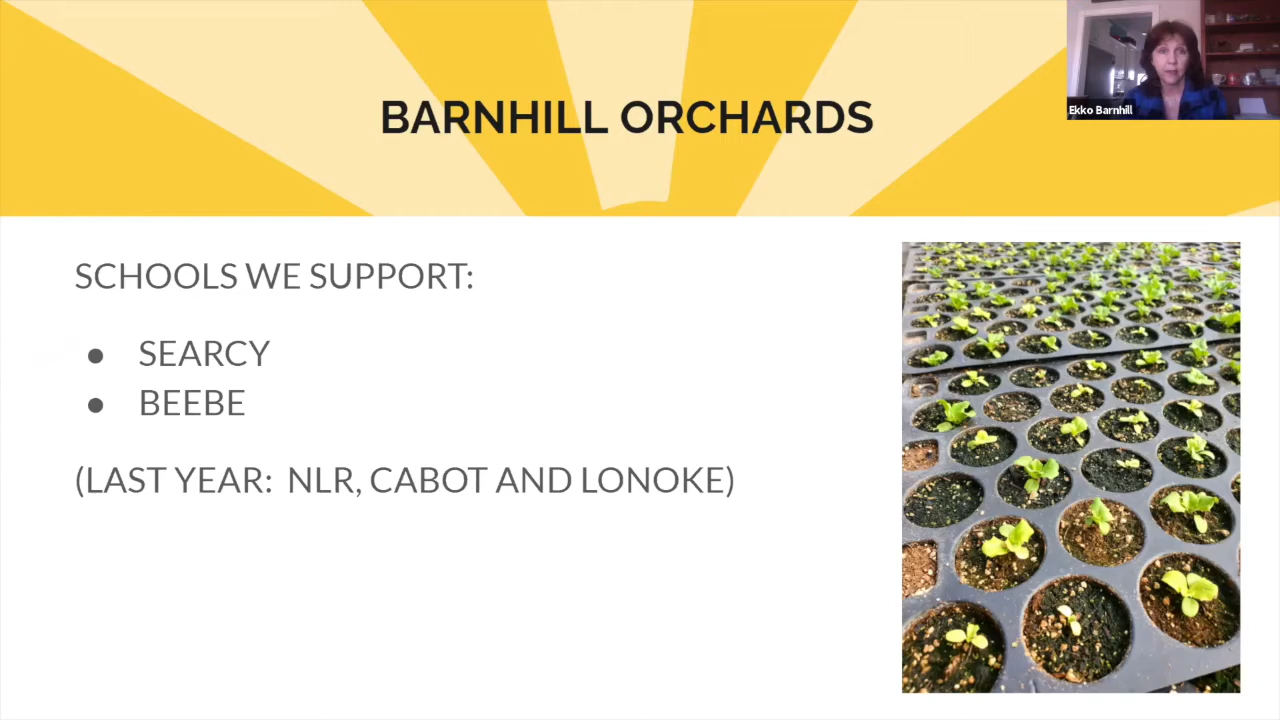 BARNHILL ORCHARDS
Ekko Barnhill
SCHOOLS WE SUPPORT:
● SEARCY
● BEEBE
(LAST YEAR: NLR, CABOT AND LONOKE)